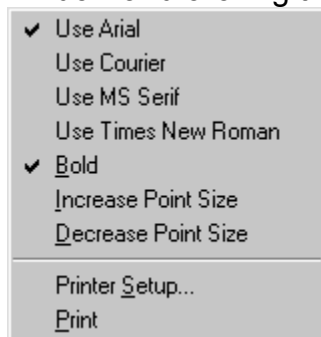 Use Arial
Use Courier
Use MS Serif
Use Times New Roman
Bold
Increase Point Size
Decrease Point Size
Printer Setup...
Print